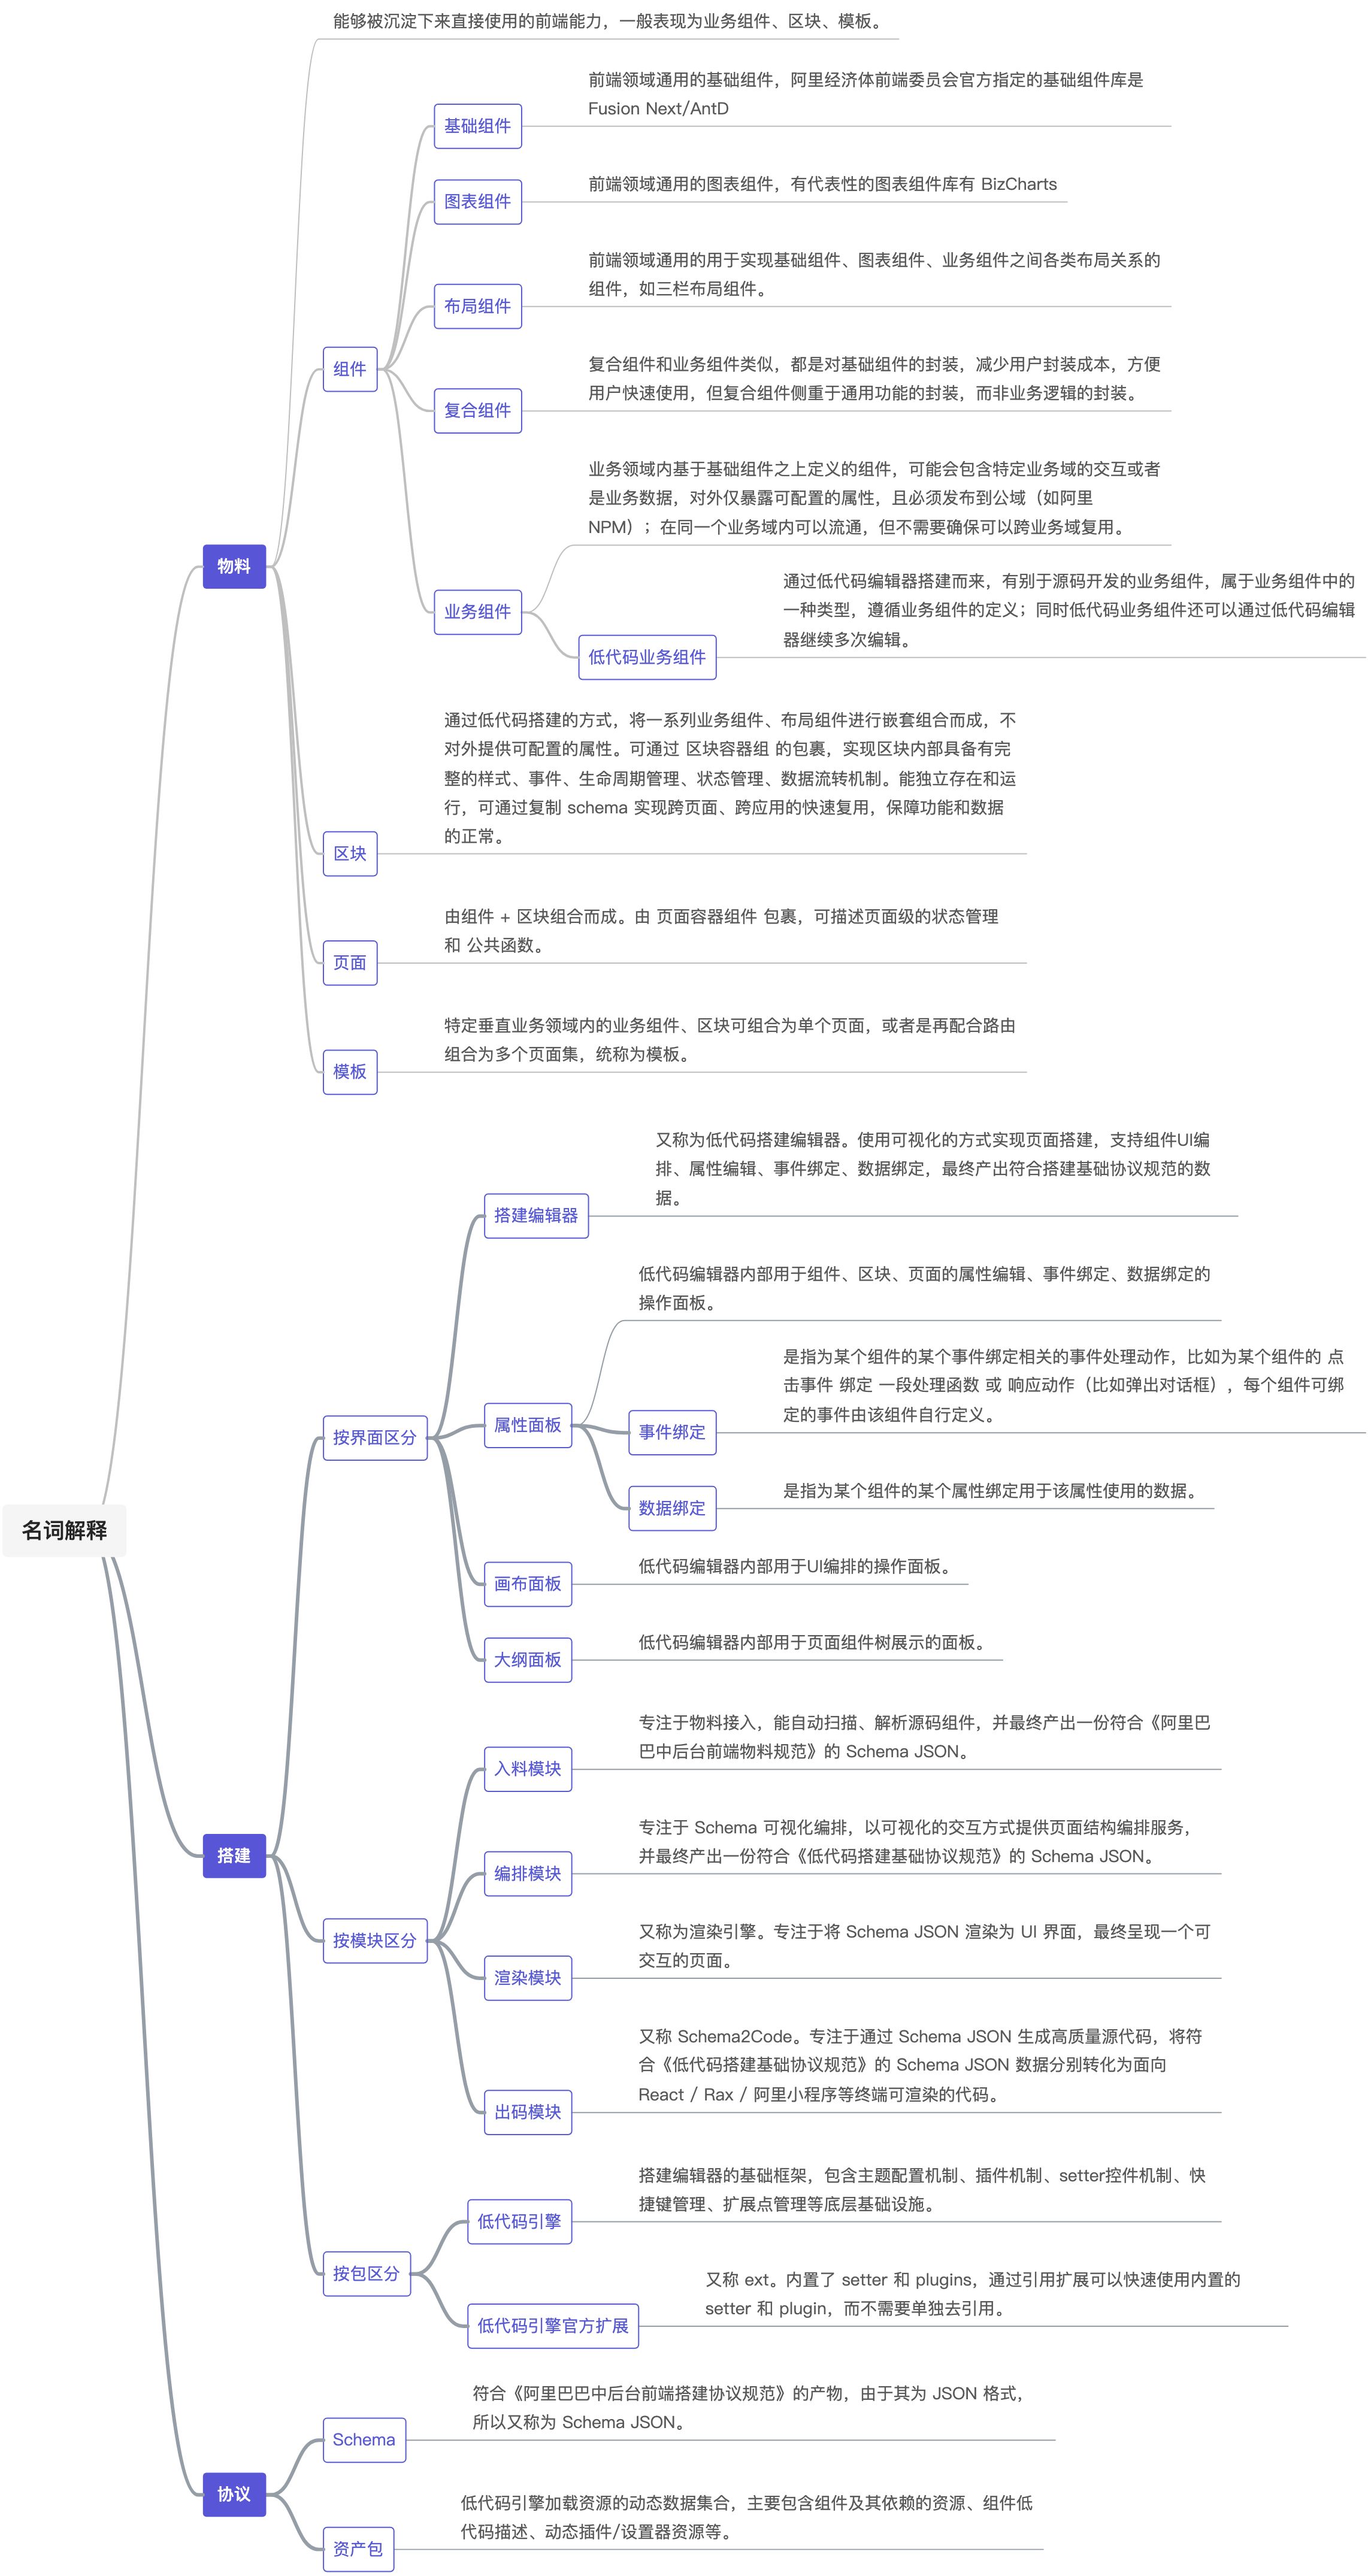 能够被沉淀下来直接使用的前端能力，一般表现为业务组件、区块、模板。
前端领域通用的基础组件，阿里经济体前端委员会官方指定的基础组件库是
Fusion Next/AntD
基础组件
前端领域通用的图表组件，有代表性的图表组件库有 BizCharts
图表组件
前端领域通用的用于实现基础组件、图表组件、业务组件之间各类布局关系的
组件，如三栏布局组件。
布局组件
组件
复合组件和业务组件类似，都是对基础组件的封装，减少用户封装成本，方便
用户快速使用，但复合组件侧重于通用功能的封装，而非业务逻辑的封装。
复合组件
业务领域内基于基础组件之上定义的组件，可能会包含特定业务域的交互或者
是业务数据，对外仅暴露可配置的属性，且必须发布到公域（如阿里
NPM）；在同一个业务域内可以流通，但不需要确保可以跨业务域复用。
物料
业务组件
通过低代码编辑器搭建而来，有别于源码开发的业务组件，属于业务组件中的
一种类型，遵循业务组件的定义；同时低代码业务组件还可以通过低代码编辑
器继续多次编辑。
低代码业务组件
通过低代码搭建的方式，将一系列业务组件、布局组件进行嵌套组合而成，不
对外提供可配置的属性。可通过 区块容器组 的包裹，实现区块内部具备有完
整的样式、事件、生命周期管理、状态管理、数据流转机制。能独立存在和运
行，可通过复制 schema 实现跨页面、跨应用的快速复用，保障功能和数据
的正常。
区块
由组件 + 区块组合而成。由 页面容器组件 包裹，可描述页面级的状态管理
和 公共函数。
页面
特定垂直业务领域内的业务组件、区块可组合为单个页面，或者是再配合路由
组合为多个页面集，统称为模板。
模板
又称为低代码搭建编辑器。使用可视化的方式实现页面搭建，支持组件UI编
排、属性编辑、事件绑定、数据绑定，最终产出符合搭建基础协议规范的数
据。
搭建编辑器
低代码编辑器内部用于组件、区块、页面的属性编辑、事件绑定、数据绑定的
操作面板。
是指为某个组件的某个事件绑定相关的事件处理动作，比如为某个组件的 点
击事件 绑定 一段处理函数 或 响应动作（比如弹出对话框），每个组件可绑
定的事件由该组件自行定义。
属性面板
事件绑定
按界面区分
是指为某个组件的某个属性绑定用于该属性使用的数据。
数据绑定
名词解释
低代码编辑器内部用于UI编排的操作面板。
画布面板
低代码编辑器内部用于页面组件树展示的面板。
大纲面板
专注于物料接入，能自动扫描、解析源码组件，并最终产出一份符合《阿里巴
巴中后台前端物料规范》的 Schema JSON。
入料模块
专注于 Schema 可视化编排，以可视化的交互方式提供页面结构编排服务，
并最终产出一份符合《低代码搭建基础协议规范》的 Schema JSON。
搭建
编排模块
又称为渲染引擎。专注于将 Schema JSON 渲染为 UI 界面，最终呈现一个可
交互的页面。
按模块区分
渲染模块
又称 Schema2Code。专注于通过 Schema JSON 生成高质量源代码，将符
合《低代码搭建基础协议规范》的 Schema JSON 数据分别转化为面向
React / Rax / 阿里小程序等终端可渲染的代码。
出码模块
搭建编辑器的基础框架，包含主题配置机制、插件机制、setter控件机制、快
捷键管理、扩展点管理等底层基础设施。
低代码引擎
按包区分
又称 ext。内置了 setter 和 plugins，通过引用扩展可以快速使用内置的
setter 和 plugin，而不需要单独去引用。
低代码引擎官方扩展
符合《阿里巴巴中后台前端搭建协议规范》的产物，由于其为 JSON 格式，
所以又称为 Schema JSON。
Schema
协议
低代码引擎加载资源的动态数据集合，主要包含组件及其依赖的资源、组件低
代码描述、动态插件/设置器资源等。
资产包